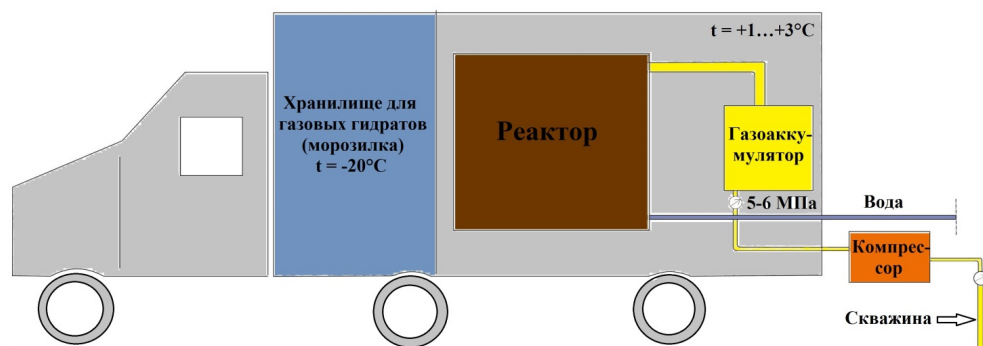 t = +1…+3°C
Хранилище для
газовых гидратов
(морозилка)
t = -20°C
Реактор
Газоакку-
мулятор
5-6 МПа
Вода
Компрес-
сор
Скважина